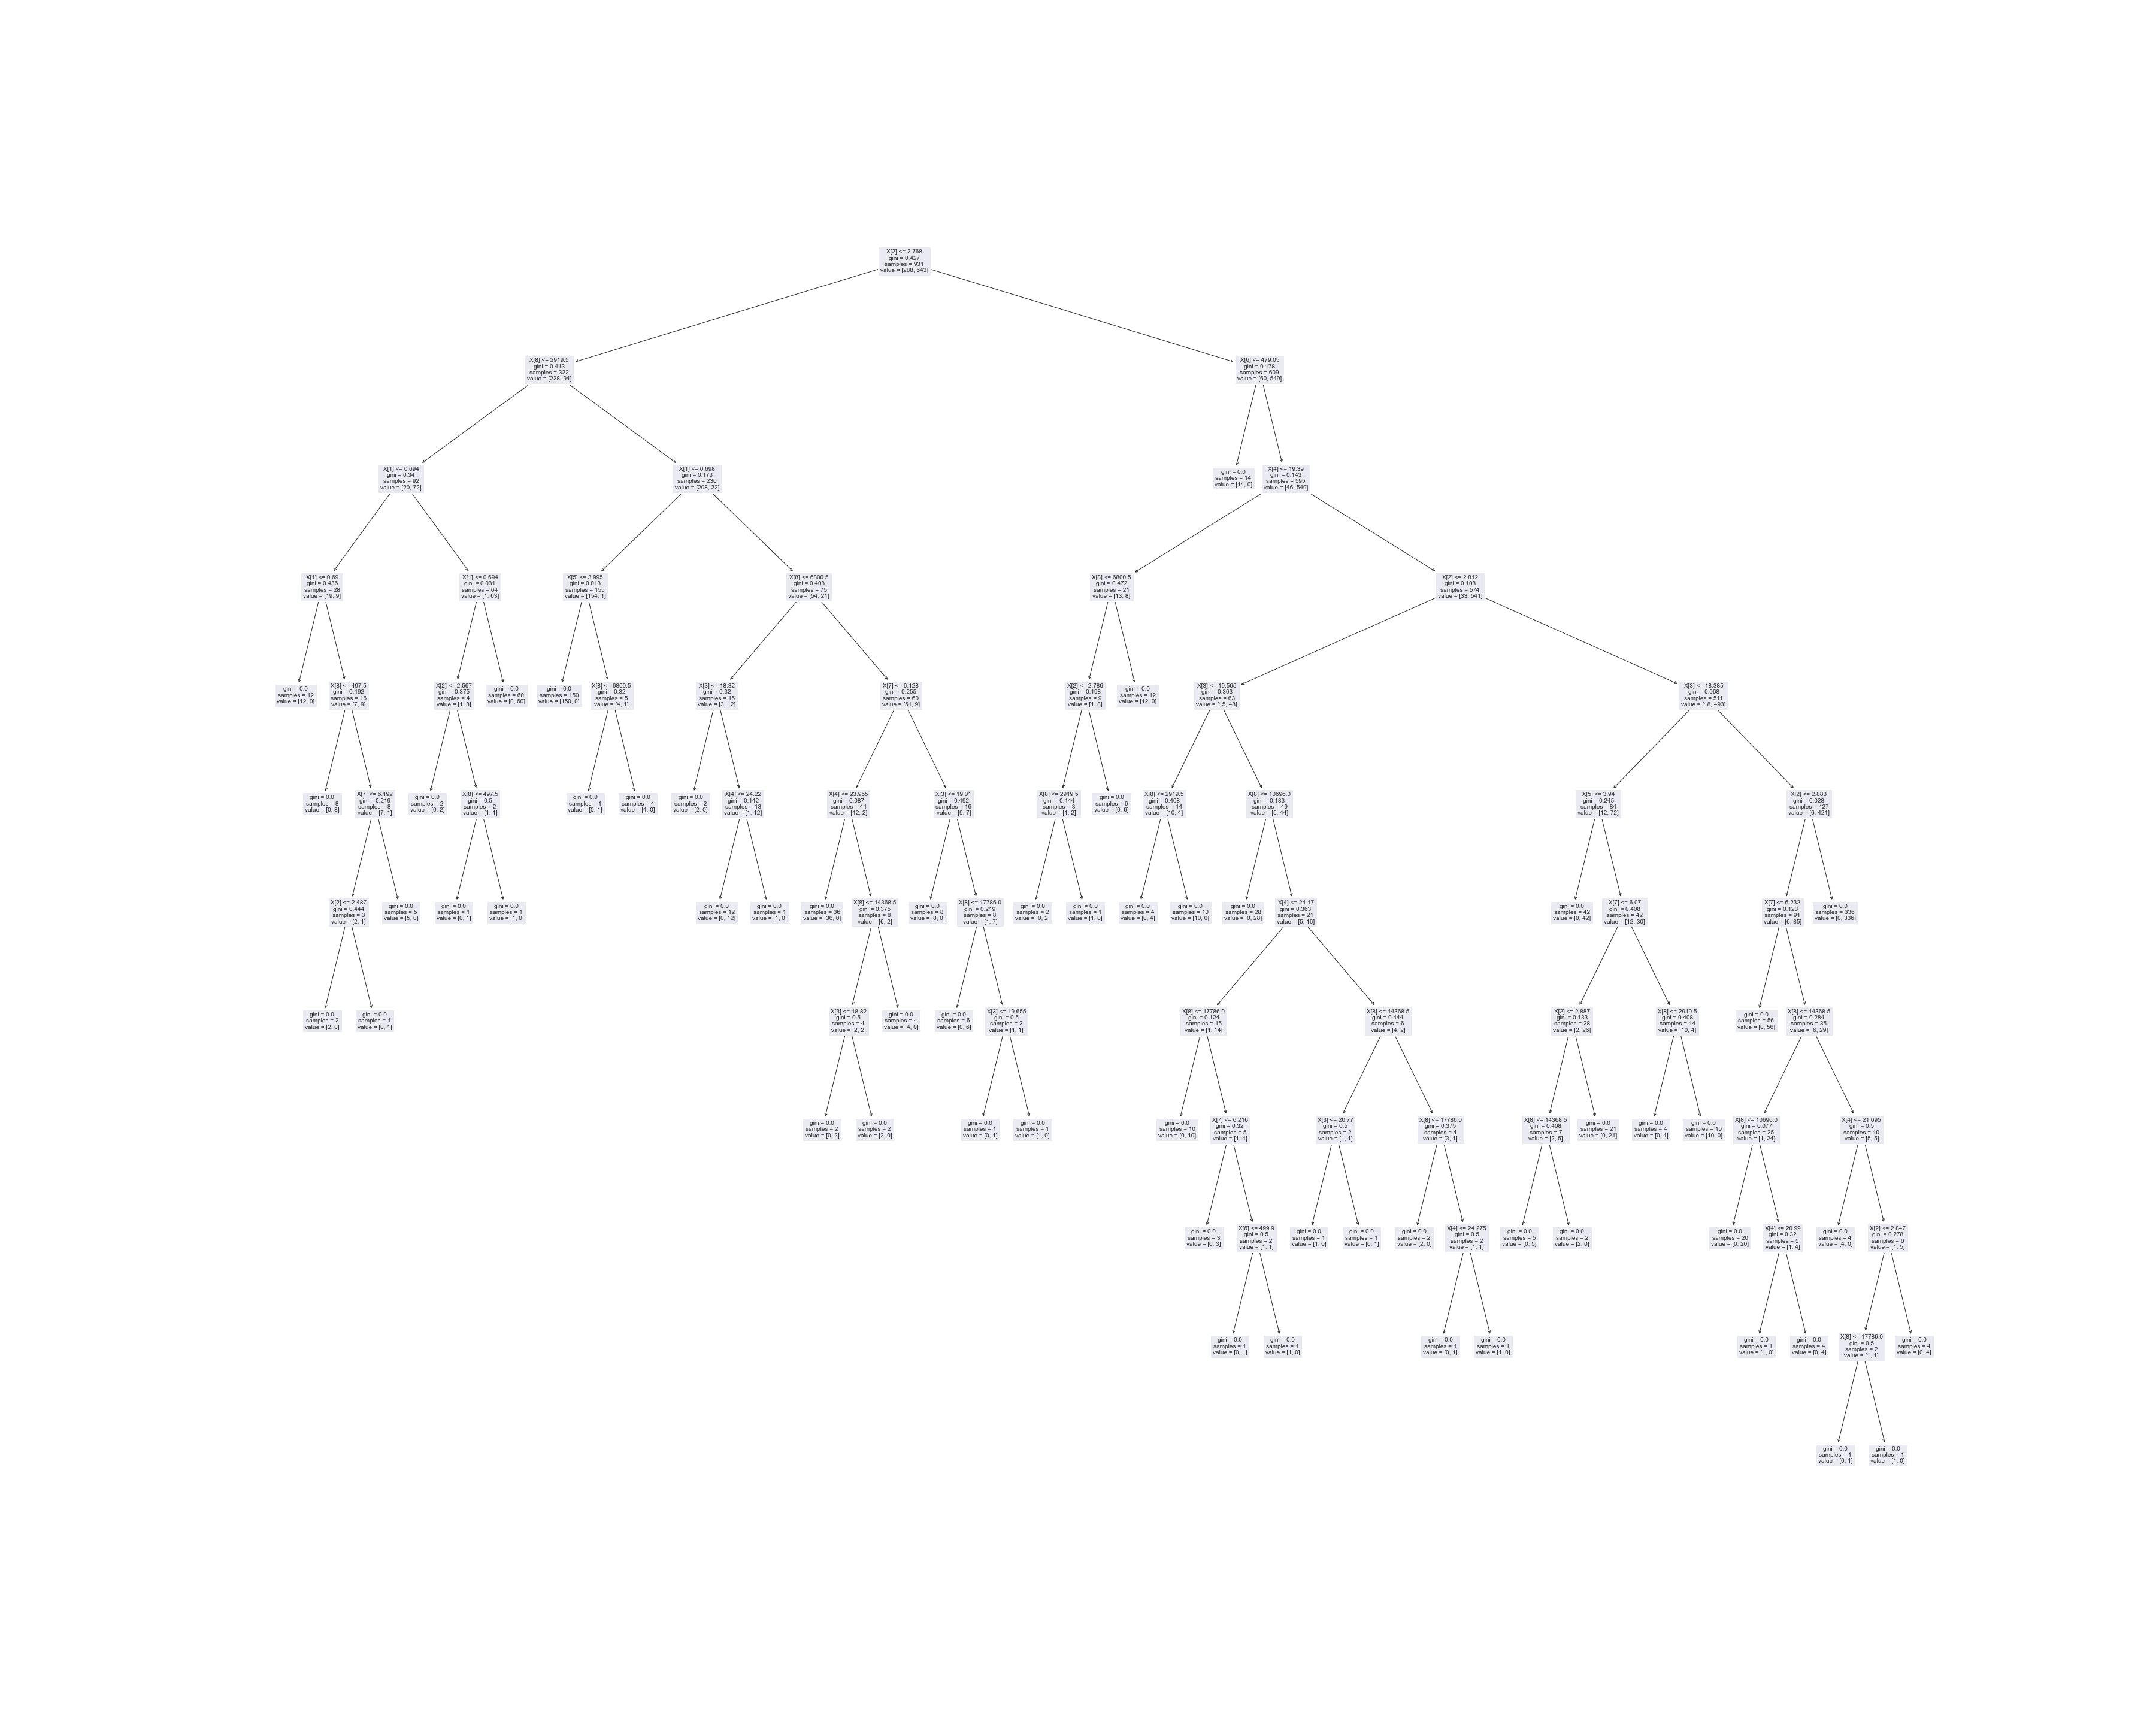 X[2] <= 2.768
gini = 0.427
samples = 931
value = [288, 643]
X[8] <= 2919.5
gini = 0.413
samples = 322
value = [228, 94]
X[6] <= 479.05
gini = 0.178
samples = 609
value = [60, 549]
X[1] <= 0.694
gini = 0.34
samples = 92
value = [20, 72]
X[1] <= 0.698
gini = 0.173
samples = 230
value = [208, 22]
gini = 0.0
samples = 14
value = [14, 0]
X[4] <= 19.39
gini = 0.143
samples = 595
value = [46, 549]
X[1] <= 0.69
gini = 0.436
samples = 28
value = [19, 9]
X[1] <= 0.694
gini = 0.031
samples = 64
value = [1, 63]
X[5] <= 3.995
gini = 0.013
samples = 155
value = [154, 1]
X[8] <= 6800.5
gini = 0.403
samples = 75
value = [54, 21]
X[8] <= 6800.5
gini = 0.472
samples = 21
value = [13, 8]
X[2] <= 2.812
gini = 0.108
samples = 574
value = [33, 541]
gini = 0.0
samples = 12
value = [12, 0]
X[8] <= 497.5
gini = 0.492
samples = 16
value = [7, 9]
X[2] <= 2.567
gini = 0.375
samples = 4
value = [1, 3]
gini = 0.0
samples = 60
value = [0, 60]
gini = 0.0
samples = 150
value = [150, 0]
X[8] <= 6800.5
gini = 0.32
samples = 5
value = [4, 1]
X[3] <= 18.32
gini = 0.32
samples = 15
value = [3, 12]
X[7] <= 6.128
gini = 0.255
samples = 60
value = [51, 9]
X[2] <= 2.786
gini = 0.198
samples = 9
value = [1, 8]
gini = 0.0
samples = 12
value = [12, 0]
X[3] <= 19.565
gini = 0.363
samples = 63
value = [15, 48]
X[3] <= 18.385
gini = 0.068
samples = 511
value = [18, 493]
gini = 0.0
samples = 8
value = [0, 8]
X[7] <= 6.192
gini = 0.219
samples = 8
value = [7, 1]
gini = 0.0
samples = 2
value = [0, 2]
X[8] <= 497.5
gini = 0.5
samples = 2
value = [1, 1]
gini = 0.0
samples = 1
value = [0, 1]
gini = 0.0
samples = 4
value = [4, 0]
gini = 0.0
samples = 2
value = [2, 0]
X[4] <= 24.22
gini = 0.142
samples = 13
value = [1, 12]
X[4] <= 23.955
gini = 0.087
samples = 44
value = [42, 2]
X[3] <= 19.01
gini = 0.492
samples = 16
value = [9, 7]
X[8] <= 2919.5
gini = 0.444
samples = 3
value = [1, 2]
gini = 0.0
samples = 6
value = [0, 6]
X[8] <= 2919.5
gini = 0.408
samples = 14
value = [10, 4]
X[8] <= 10696.0
gini = 0.183
samples = 49
value = [5, 44]
X[5] <= 3.94
gini = 0.245
samples = 84
value = [12, 72]
X[2] <= 2.883
gini = 0.028
samples = 427
value = [6, 421]
X[2] <= 2.487
gini = 0.444
samples = 3
value = [2, 1]
gini = 0.0
samples = 5
value = [5, 0]
gini = 0.0
samples = 1
value = [0, 1]
gini = 0.0
samples = 1
value = [1, 0]
gini = 0.0
samples = 12
value = [0, 12]
gini = 0.0
samples = 1
value = [1, 0]
gini = 0.0
samples = 36
value = [36, 0]
X[8] <= 14368.5
gini = 0.375
samples = 8
value = [6, 2]
gini = 0.0
samples = 8
value = [8, 0]
X[8] <= 17786.0
gini = 0.219
samples = 8
value = [1, 7]
gini = 0.0
samples = 2
value = [0, 2]
gini = 0.0
samples = 1
value = [1, 0]
gini = 0.0
samples = 4
value = [0, 4]
gini = 0.0
samples = 10
value = [10, 0]
gini = 0.0
samples = 28
value = [0, 28]
X[4] <= 24.17
gini = 0.363
samples = 21
value = [5, 16]
gini = 0.0
samples = 42
value = [0, 42]
X[7] <= 6.07
gini = 0.408
samples = 42
value = [12, 30]
X[7] <= 6.232
gini = 0.123
samples = 91
value = [6, 85]
gini = 0.0
samples = 336
value = [0, 336]
gini = 0.0
samples = 2
value = [2, 0]
gini = 0.0
samples = 1
value = [0, 1]
X[3] <= 18.82
gini = 0.5
samples = 4
value = [2, 2]
gini = 0.0
samples = 4
value = [4, 0]
gini = 0.0
samples = 6
value = [0, 6]
X[3] <= 19.655
gini = 0.5
samples = 2
value = [1, 1]
X[8] <= 17786.0
gini = 0.124
samples = 15
value = [1, 14]
X[8] <= 14368.5
gini = 0.444
samples = 6
value = [4, 2]
X[2] <= 2.887
gini = 0.133
samples = 28
value = [2, 26]
X[8] <= 2919.5
gini = 0.408
samples = 14
value = [10, 4]
gini = 0.0
samples = 56
value = [0, 56]
X[8] <= 14368.5
gini = 0.284
samples = 35
value = [6, 29]
gini = 0.0
samples = 2
value = [0, 2]
gini = 0.0
samples = 2
value = [2, 0]
gini = 0.0
samples = 1
value = [0, 1]
gini = 0.0
samples = 1
value = [1, 0]
gini = 0.0
samples = 10
value = [0, 10]
X[7] <= 6.216
gini = 0.32
samples = 5
value = [1, 4]
X[3] <= 20.77
gini = 0.5
samples = 2
value = [1, 1]
X[8] <= 17786.0
gini = 0.375
samples = 4
value = [3, 1]
X[8] <= 14368.5
gini = 0.408
samples = 7
value = [2, 5]
gini = 0.0
samples = 21
value = [0, 21]
gini = 0.0
samples = 4
value = [0, 4]
gini = 0.0
samples = 10
value = [10, 0]
X[8] <= 10696.0
gini = 0.077
samples = 25
value = [1, 24]
X[4] <= 21.695
gini = 0.5
samples = 10
value = [5, 5]
gini = 0.0
samples = 3
value = [0, 3]
X[6] <= 499.9
gini = 0.5
samples = 2
value = [1, 1]
gini = 0.0
samples = 1
value = [1, 0]
gini = 0.0
samples = 1
value = [0, 1]
gini = 0.0
samples = 2
value = [2, 0]
X[4] <= 24.275
gini = 0.5
samples = 2
value = [1, 1]
gini = 0.0
samples = 5
value = [0, 5]
gini = 0.0
samples = 2
value = [2, 0]
gini = 0.0
samples = 20
value = [0, 20]
X[4] <= 20.99
gini = 0.32
samples = 5
value = [1, 4]
gini = 0.0
samples = 4
value = [4, 0]
X[2] <= 2.847
gini = 0.278
samples = 6
value = [1, 5]
gini = 0.0
samples = 1
value = [0, 1]
gini = 0.0
samples = 1
value = [1, 0]
gini = 0.0
samples = 1
value = [0, 1]
gini = 0.0
samples = 1
value = [1, 0]
gini = 0.0
samples = 1
value = [1, 0]
gini = 0.0
samples = 4
value = [0, 4]
X[8] <= 17786.0
gini = 0.5
samples = 2
value = [1, 1]
gini = 0.0
samples = 4
value = [0, 4]
gini = 0.0
samples = 1
value = [0, 1]
gini = 0.0
samples = 1
value = [1, 0]